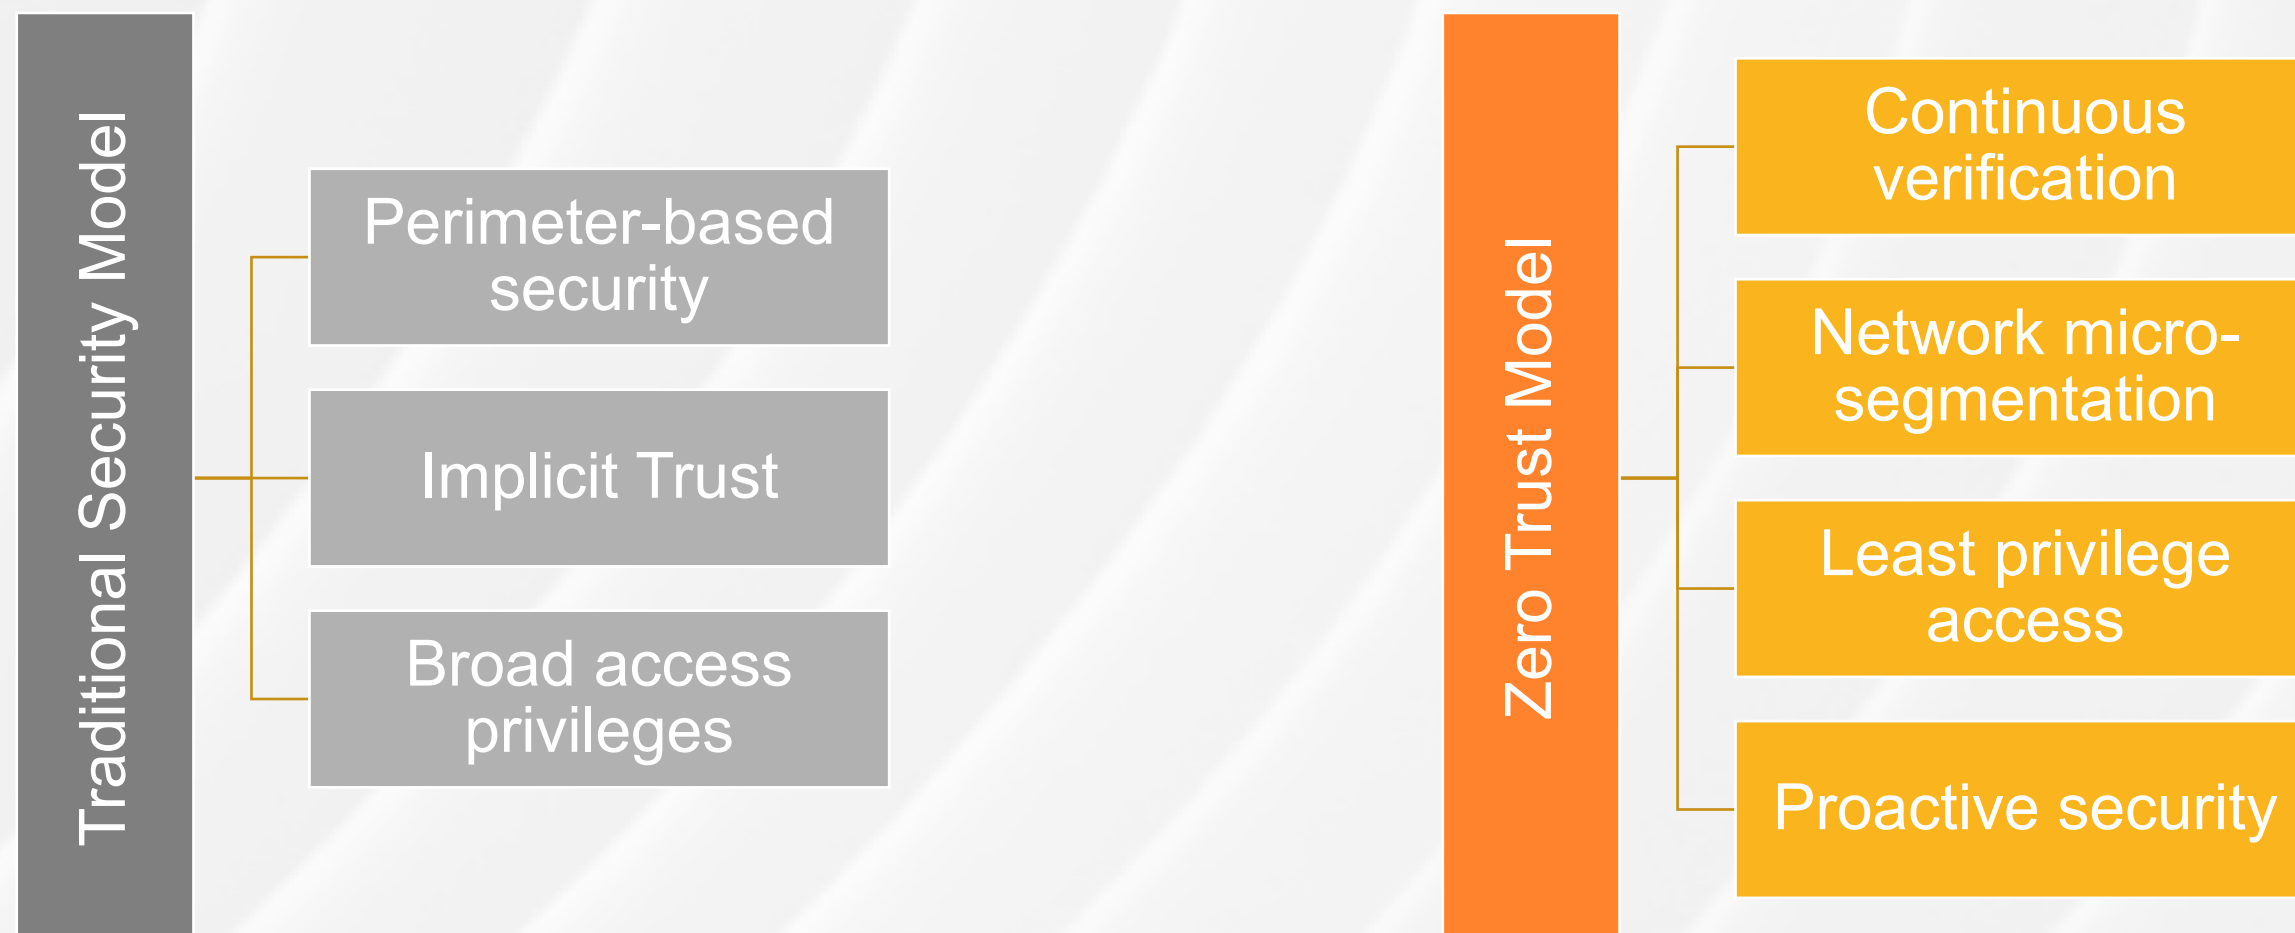 Traditional Security Model
Perimeter-based
security
Implicit Trust
Broad access
privileges
Zero Trust Model
Continuous
verification
Network micro-
segmentation
Least privilege
access
Proactive security